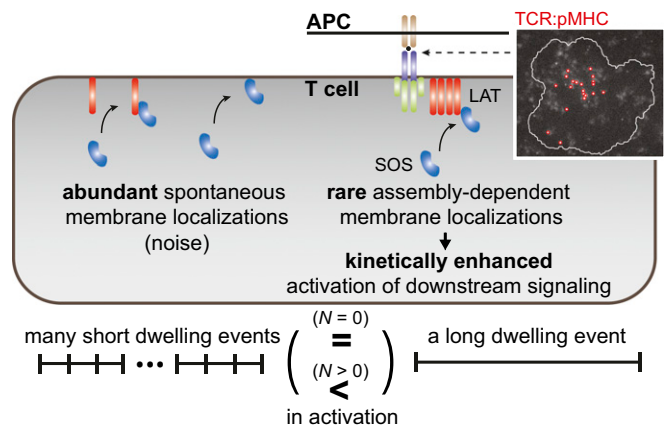 APC
TCR:pMHC
T cell
LAT
SOS
abundant spontaneous
membrane localizations
(noise)
rare assembly-dependent
membrane localizations
kinetically enhanced
activation of downstream signaling
many short dwelling events
(N = 0)
=
(N > 0)
<
in activation
a long dwelling event